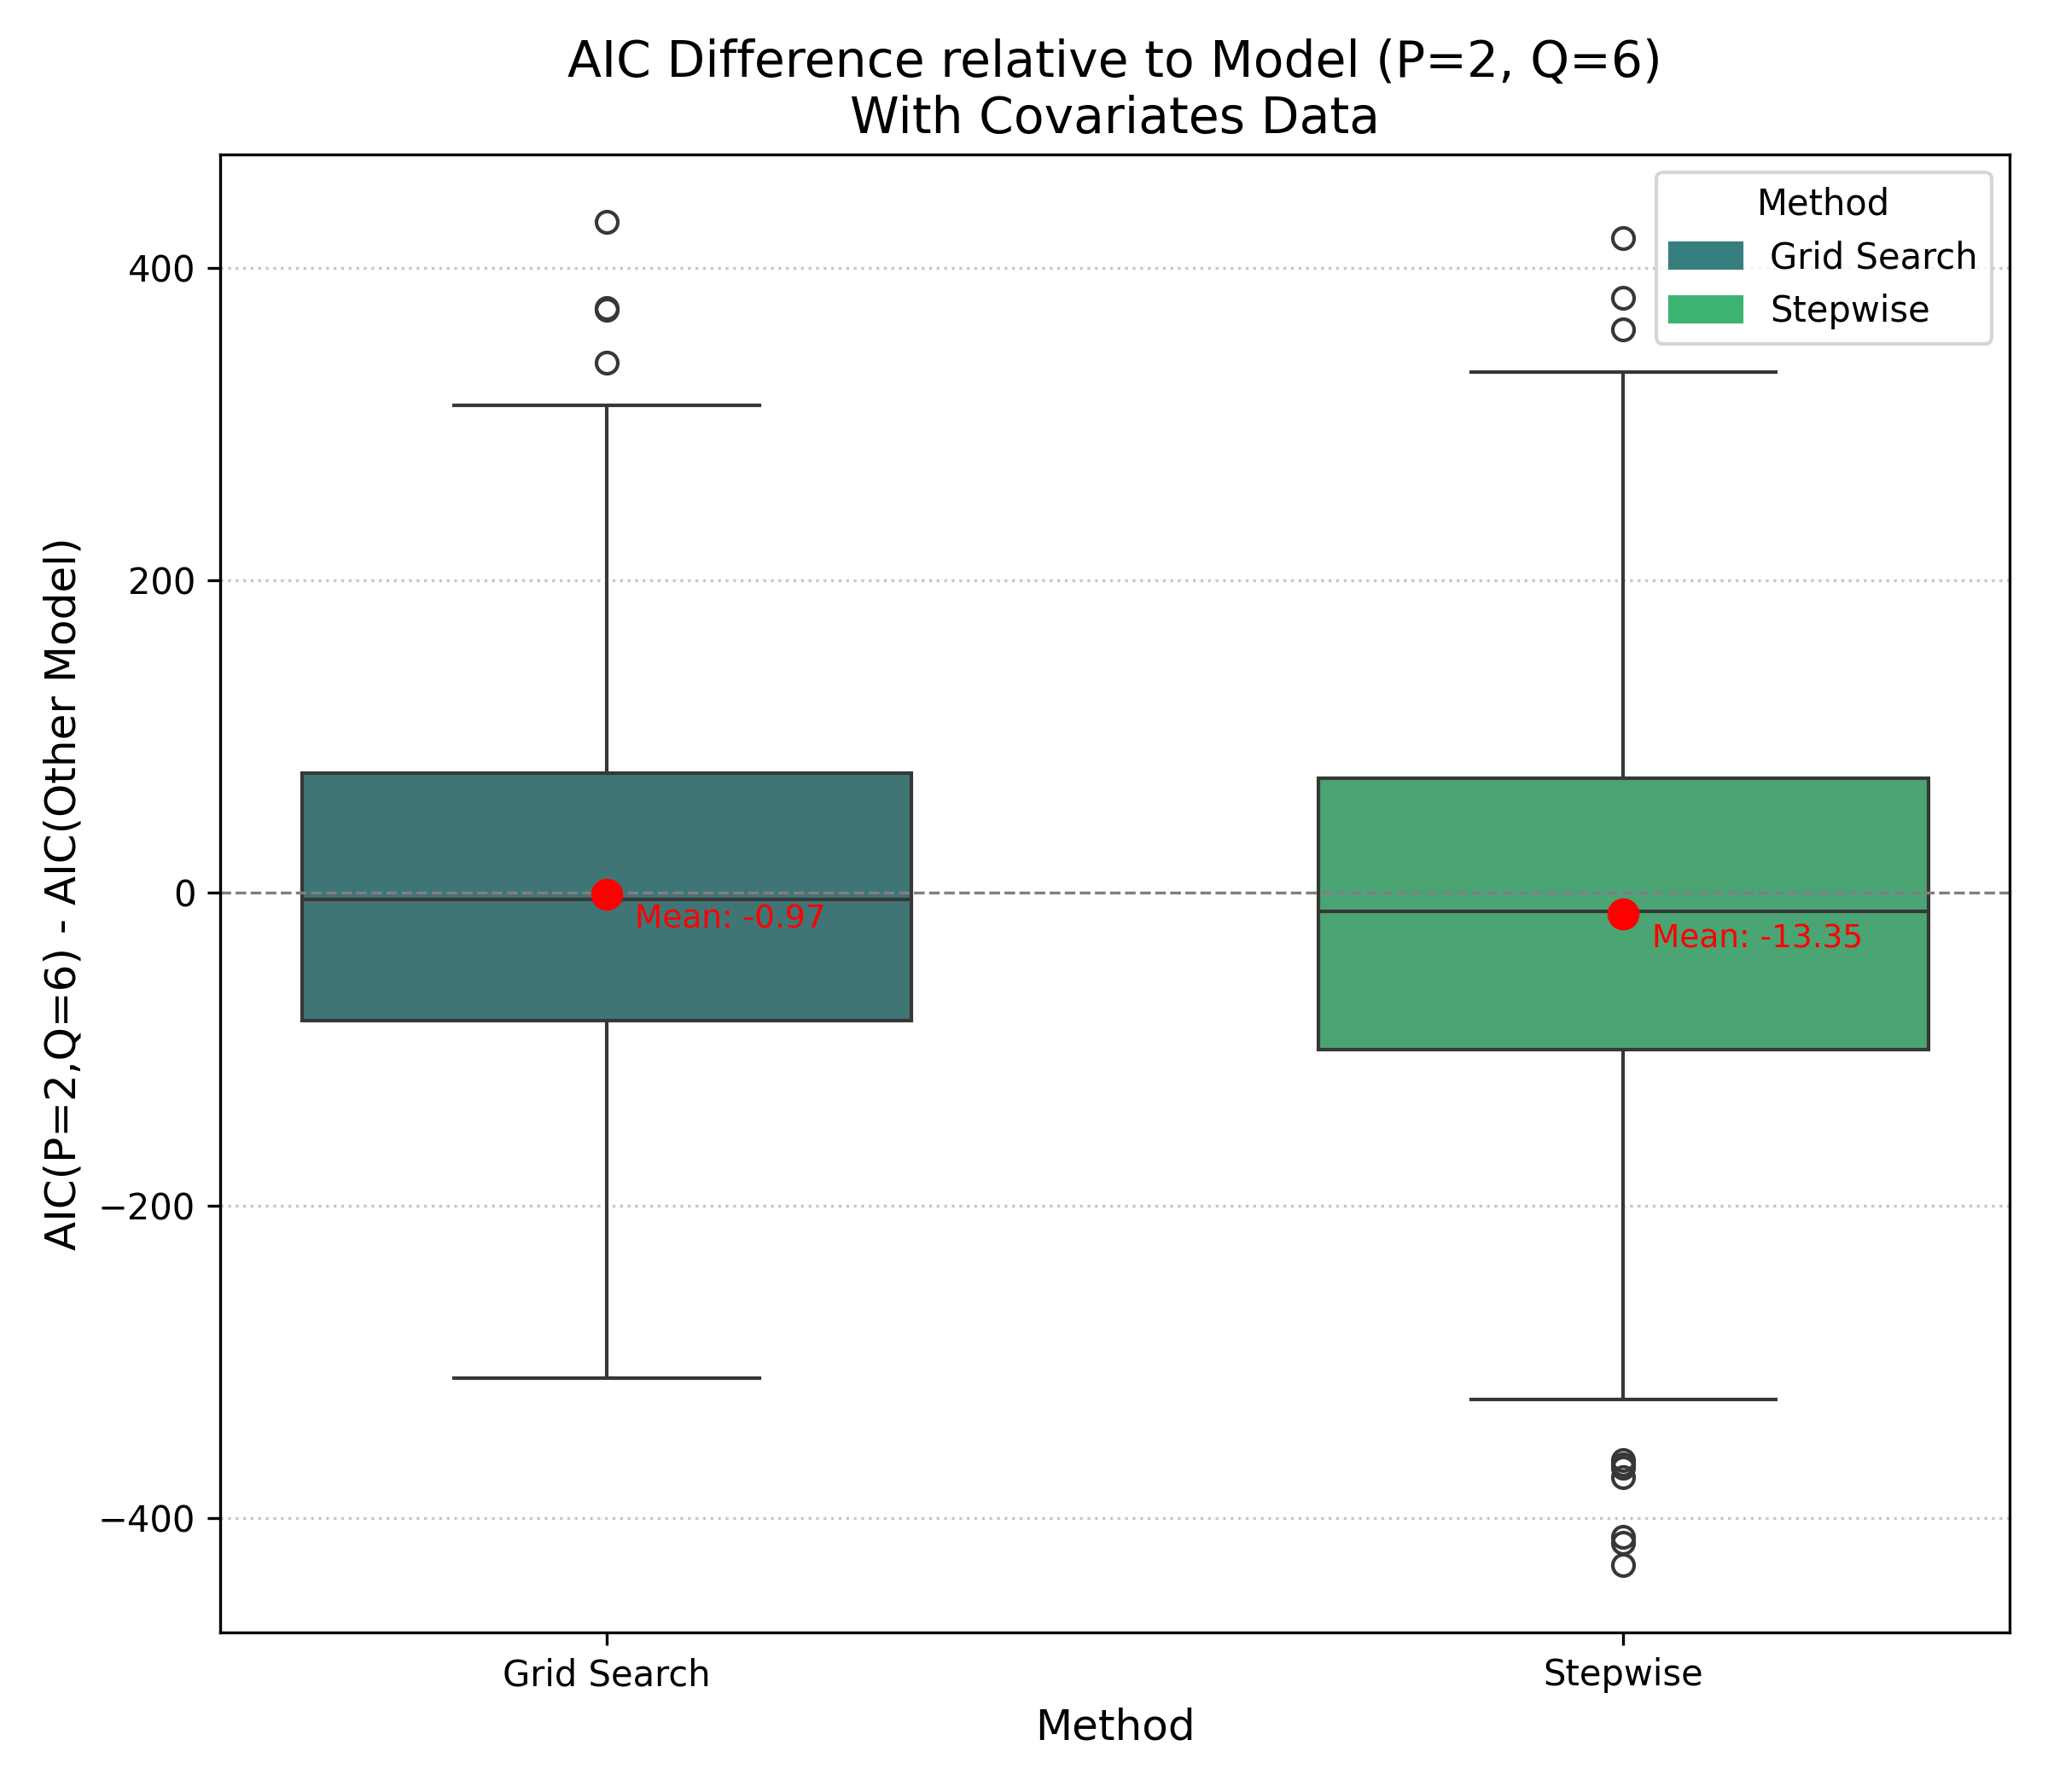 AIC Difference relative to Model (P=2, Q=6)
With Covariates Data
AIC(P=2,Q=6) - AIC(Other Model)
400
200
0
−200
−400
Method
Grid Search
Stepwise
Mean: -0.97
Mean: -13.35
Grid Search
Stepwise
Method